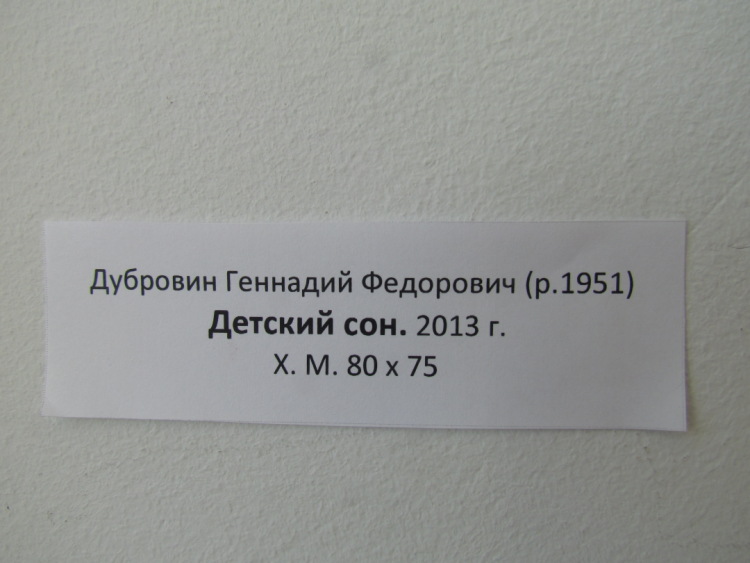 Дубровин Геннадий Федорович (р.1951)
Детский сон. 2013 г.
Х. М. 80 х 75